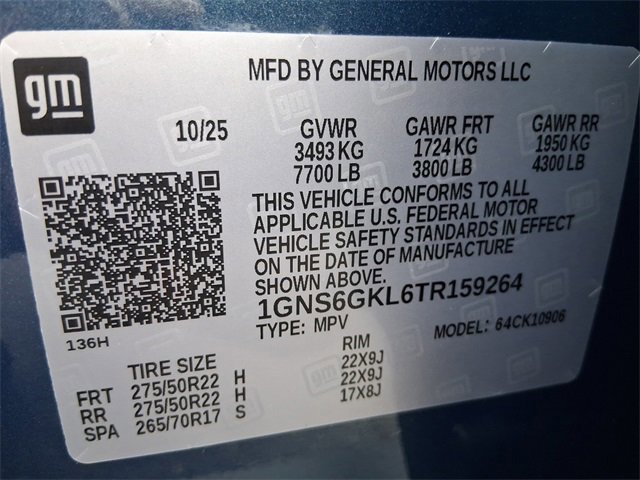 gm
MFD BY GENERAL MOTORS LLC
10/25 GVWR GAWR FRT GAWR RR
3493 KG 1724 KG 1950 KG
7700 LB 3800 LB 4300 LB
THIS VEHICLE CONFORMS TO ALL
APPLICABLE U.S. FEDERAL MOTOR
VEHICLE SAFETY STANDARDS IN EFFECT
ON THE DATE OF MANUFACTURE
SHOWN ABOVE.
1GNS6GKL6TR159264
TYPE: MPV MODEL: 64CK10906
136H
TIRE SIZE RIM
FRT 275/50R22 H 22X9J
RR 275/50R22 H 22X9J
SPA 265/70R17 S 17X8J